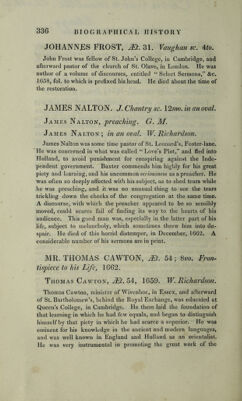 336 BIOGRAPHICAL HISTORY
JOHANNES FROST, Æt. 31. Vaughan sc. 4to.
John Frost was fellow of St. John's College, in Cambridge, and
afterward pastor of the church of St. Olave, in London. He was
author of a volume of discourses, entitled "Select Sermons," &c.
1658, fol. to which is prefixed his head. He died about the time of
the restoration.
JAMES NALTON. J. Chantry sc. 12mo. in an oval.
James Nalton, preaching. G. M.
James Nalton; in an oval. W. Richardson.
James Nalton was some time pastor of St. Leonard's, Foster-lane.
He was concerned in what was called "Love's Plot," and fled into
Holland, to avoid punishment for conspiring against the Inde-
pendent government. Baxter commends him highly for his great
piety and learning, and his uncommon seriousness as a preacher. He
was often so deeply affected with his subject, as to shed tears while
he was preaching, and it was no unusual thing to see the tears
trickling down the cheeks of the congregation at the same time.
A discourse, with which the preacher appeared to be so sensibly
moved, could scarce fail of finding its way to the hearts of his
audience. This good man was, especially in the latter part of his
life, subject to melancholy, which sometimes threw him into de-
spair. He died of this horrid distemper, in December, 1662. A
considerable number of his sermons are in print.
MR. THOMAS CAWTON, Æt. 54; 8vo. Fron-
tispiece to his Life, 1662.
Thomas Cawton, Æt. 54, 1659. W. Richardson.
Thomas Cawton, minister of Wivenhoe, in Essex, and afterward
of St. Bartholomew's, behind the Royal Exchange, was educated at
Queen's College, in Cambridge. He there laid the foundation of
that learning in which he had few equals, and began to distinguish
himself by that piety in which he had scarce a superior. He was
eminent for his knowledge in the ancient and modern languages,
and was well known in England and Holland as an orientalist.
He was very instrumental in promoting the great work of the